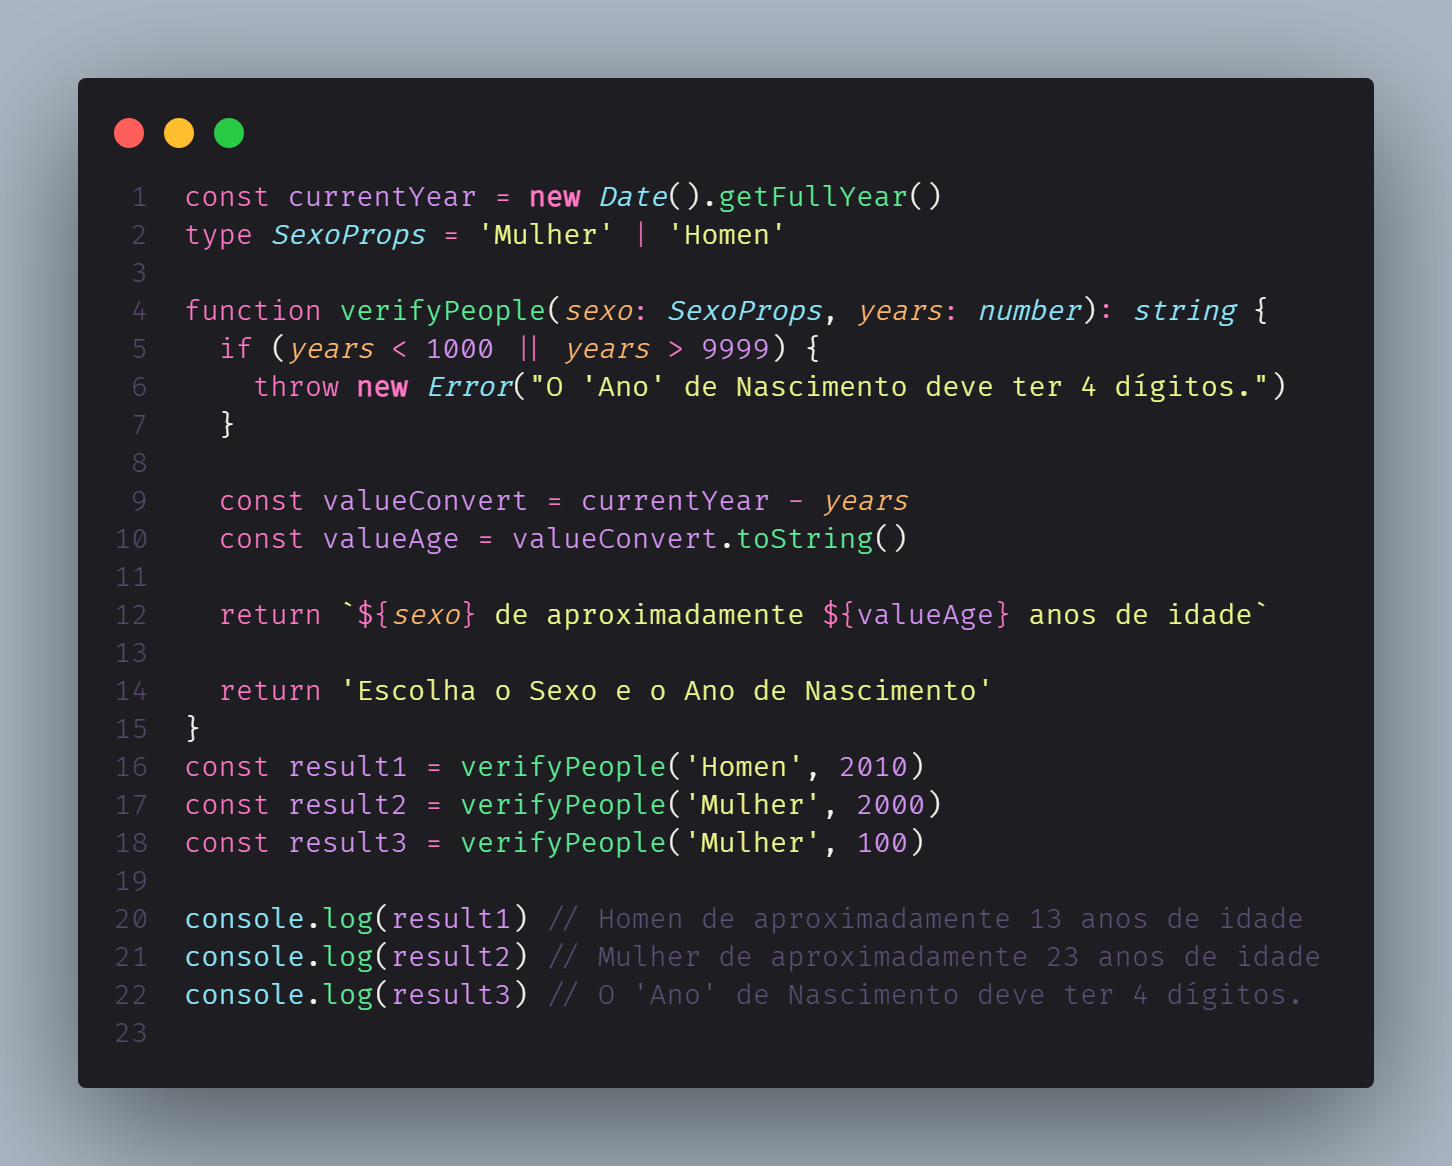 1 const currentYear = new Date().getFullYear()
2 type SexoProps = 'Mulher' | 'Homen'
3
4 function verifyPeople(sexo: SexoProps, years: number): string {
5 if (years < 1000 || years > 9999) {
6 throw new Error("O 'Ano' de Nascimento deve ter 4 dígitos.")
7 }
8
9 const valueConvert = currentYear - years
10 const valueAge = valueConvert.toString()
11
12 return `${sexo} de aproximadamente ${valueAge} anos de idade`
13
14 return 'Escolha o Sexo e o Ano de Nascimento'
15 }
16 const result1 = verifyPeople('Homen', 2010)
17 const result2 = verifyPeople('Mulher', 2000)
18 const result3 = verifyPeople('Mulher', 100)
19
20 console.log(result1) // Homen de aproximadamente 13 anos de idade
21 console.log(result2) // Mulher de aproximadamente 23 anos de idade
22 console.log(result3) // O 'Ano' de Nascimento deve ter 4 dígitos.
23